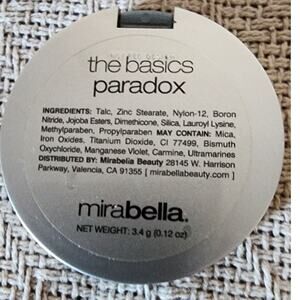 the basics
paradox
INGREDIENTS: Talc, Zinc Stearate, Nylon-12, Boron
Nitride, Jojoba Esters, Dimethicone, Silica, Lauroyl Lysine,
Methylparaben, Propylparaben MAY CONTAIN: Mica,
Iron Oxides, Titanium Dioxide, CI 77499, Bismuth
Oxychloride, Manganese Violet, Carmine, Ultramarines
DISTRIBUTED BY: Mirabella Beauty 28145 W. Harrison
Parkway, Valencia, CA 91355 [ mirabellabeauty.com ]
mirabella.
NET WEIGHT: 3.4 g (0.12 oz)